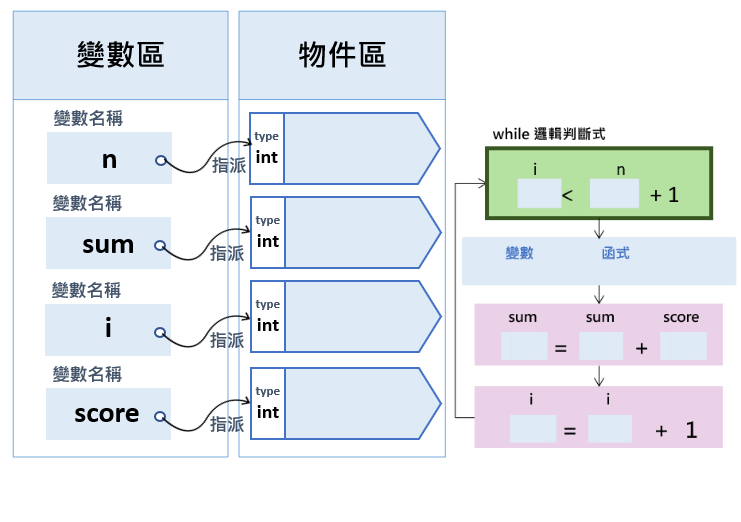 變數區
物件區
變數名稱
n
指派
type
int
變數名稱
sum
指派
type
int
變數名稱
i
指派
type
int
變數名稱
score
指派
type
int
while 邏輯判斷式
i n
< + 1
變數 函式
sum sum score
= +
i i
= + 1